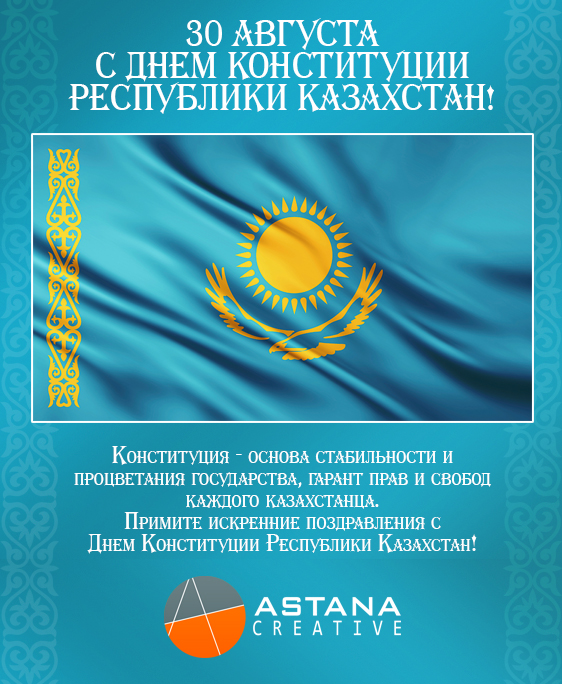 30 АВГУСТА
С ДНЕМ КОНСТИТУЦИИ
РЕСПУБЛИКИ КАЗАХСТАН!
Конституция - основа стабильности и
процветания государства, гарант прав и свобод
каждого казахстанца.
Примите искренние поздравления с
Днем Конституции Республики Казахстан!
ASTANA
CREATIVE